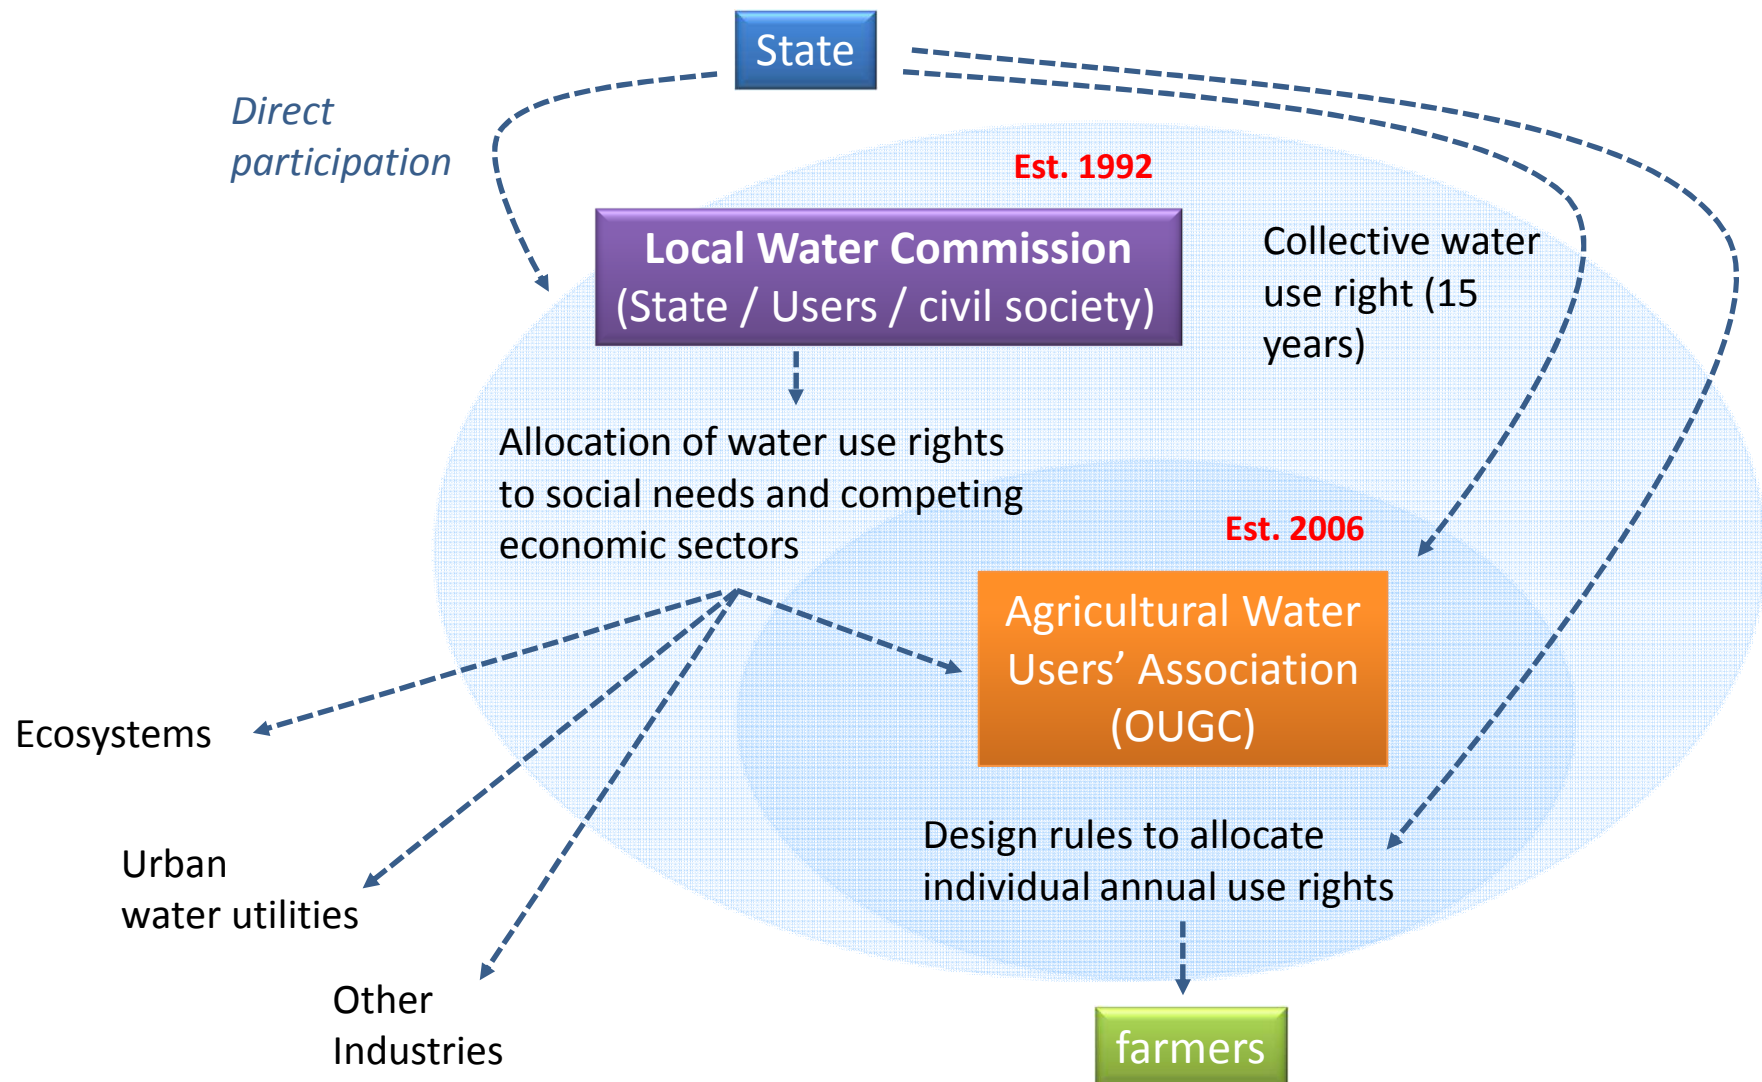 State
Direct
participation
Est. 1992
Local Water Commission
(State / Users / civil society)
Collective water
use right (15
years)
Allocation of water use rights
to social needs and competing
economic sectors
Est. 2006
Agricultural Water
Users’ Association
(OUGC)
Ecosystems
Urban
water utilities
Other
Industries
Design rules to allocate
individual annual use rights
farmers